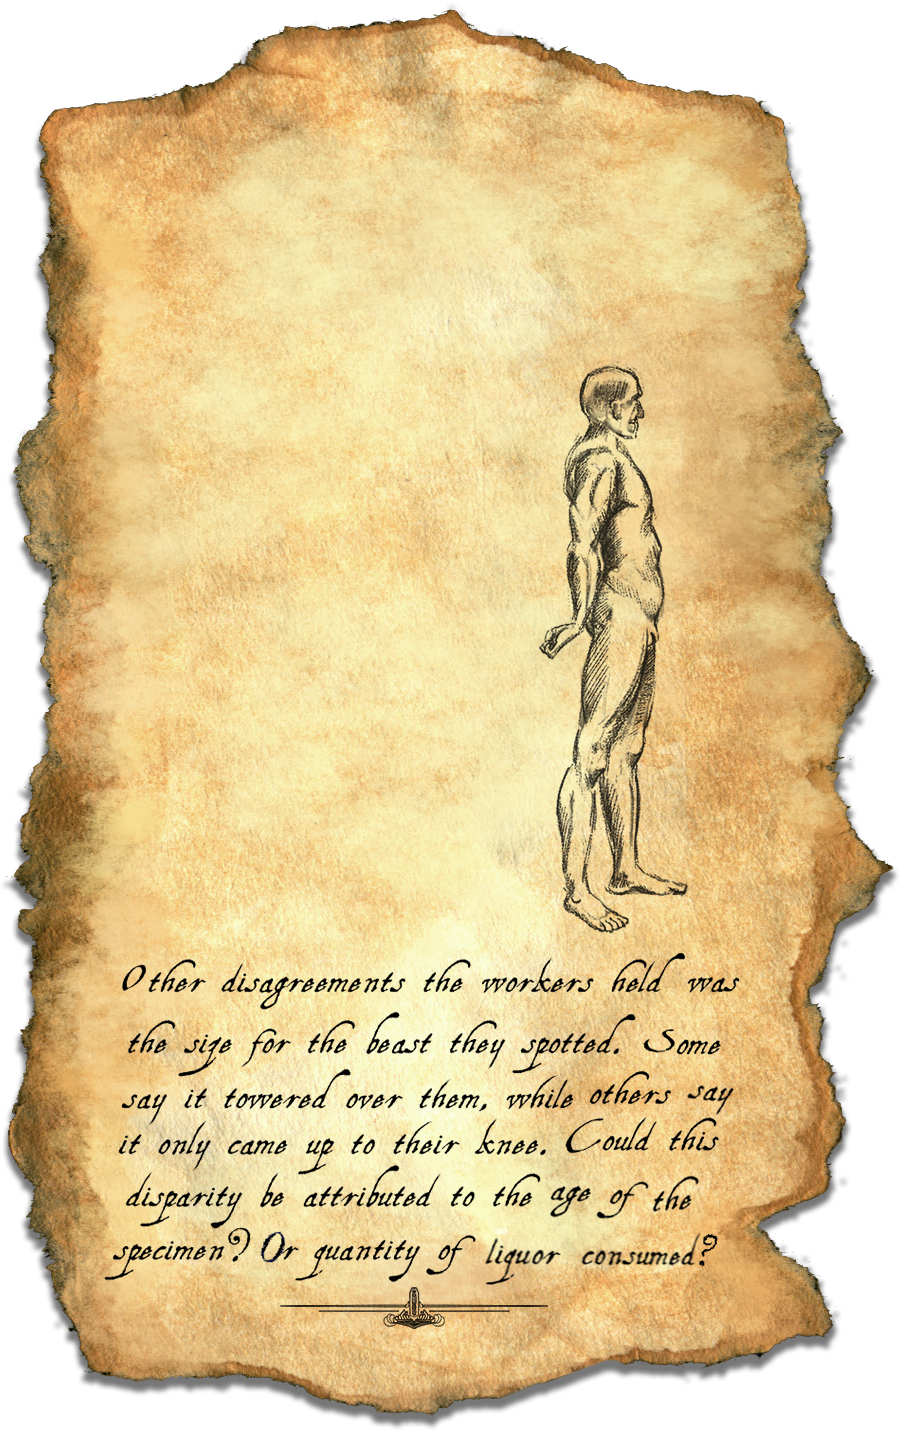 Other disagreements the workers held was
the size for the beast they spotted. Some
say it towered over them, while others say
it only came up to their knee. Could this
disparity be attributed to the age of the
specimen? Or quantity of liquor consumed?